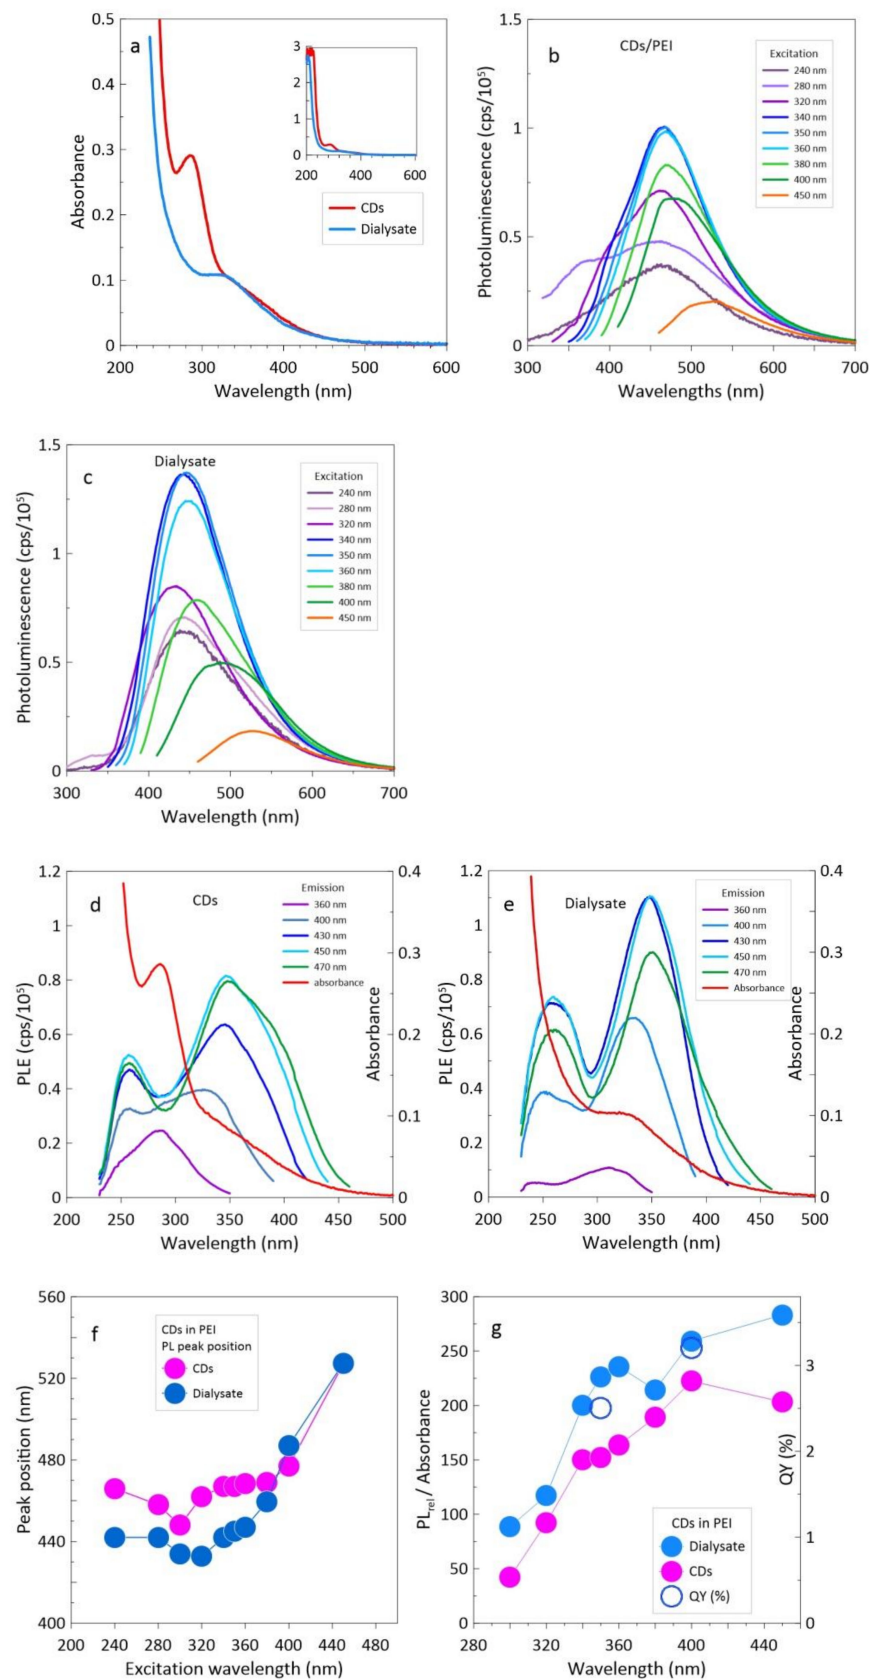 0.5
0.4
0.3
0.2
0.1
0
Absorbance
a
3
2
1
0
200
400
600
CDs
Dialysate
200 300 400 500 600
Wavelength (nm)
1.5
1
0.5
0
Photoluminescence (cps/10⁵)
b
CDs/PEI
Excitation
240 nm
280 nm
320 nm
340 nm
350 nm
360 nm
380 nm
400 nm
450 nm
300 400 500 600 700
Wavelengths (nm)
1.5
1
0.5
0
Photoluminescence (cps/10⁵)
c
Dialysate
Excitation
240 nm
280 nm
320 nm
340 nm
350 nm
360 nm
380 nm
400 nm
450 nm
300 400 500 600 700
Wavelength (nm)
1.2
1
0.8
0.6
0.4
0.2
0
PLE (cps/10⁵)
d
CDs
Emission
360 nm
400 nm
430 nm
450 nm
470 nm
absorbance
0.4
0.3
0.2
0.1
0
Absorbance
200 250 300 350 400 450 500
Wavelength (nm)
1.2
1
0.8
0.6
0.4
0.2
0
PLE (cps/10⁵)
e
Dialysate
Emission
360 nm
400 nm
430 nm
450 nm
470 nm
Absorbance
0.4
0.3
0.2
0.1
0
Absorbance
200 250 300 350 400 450 500
Wavelength (nm)
560
520
480
440
400
Peak position (nm)
f
CDs in PEI
PL peak position
CDs
Dialysate
200 240 280 320 360 400 440 480
Excitation wavelength (nm)
300
250
200
150
100
50
0
PLrel/ Absorbance
g
CDs in PEI
Dialysate
CDs
QY (%)
3
2
1
0
QY (%)
280 320 360 400 440
Wavelength (nm)